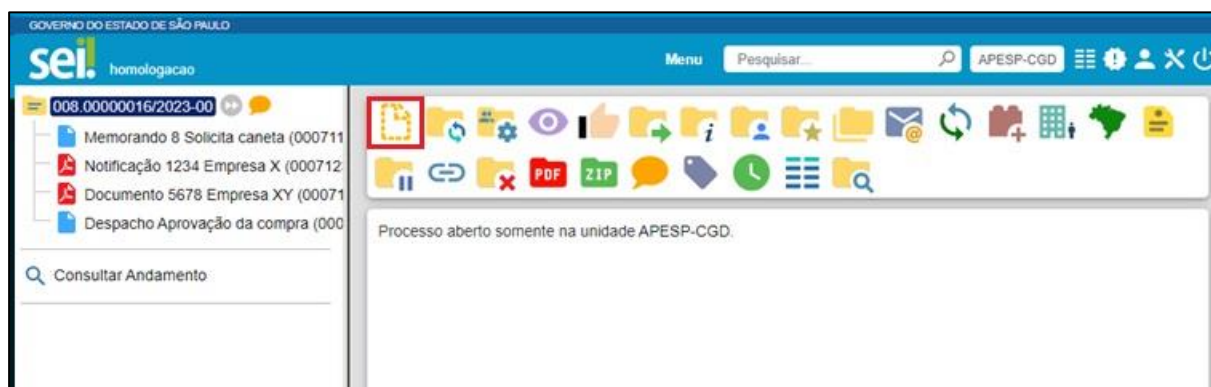 GOVERNO DO ESTADO DE SÃO PAULO
sei! homologacao
Menu Pesquisar... APESP-CGD
008.00000016/2023-00
Memorando 8 Solicita caneta (000711
Notificação 1234 Empresa X (000712
Documento 5678 Empresa XY (00071
Despacho Aprovação da compra (000
Consultar Andamento
PDF ZIP
Processo aberto somente na unidade APESP-CGD.